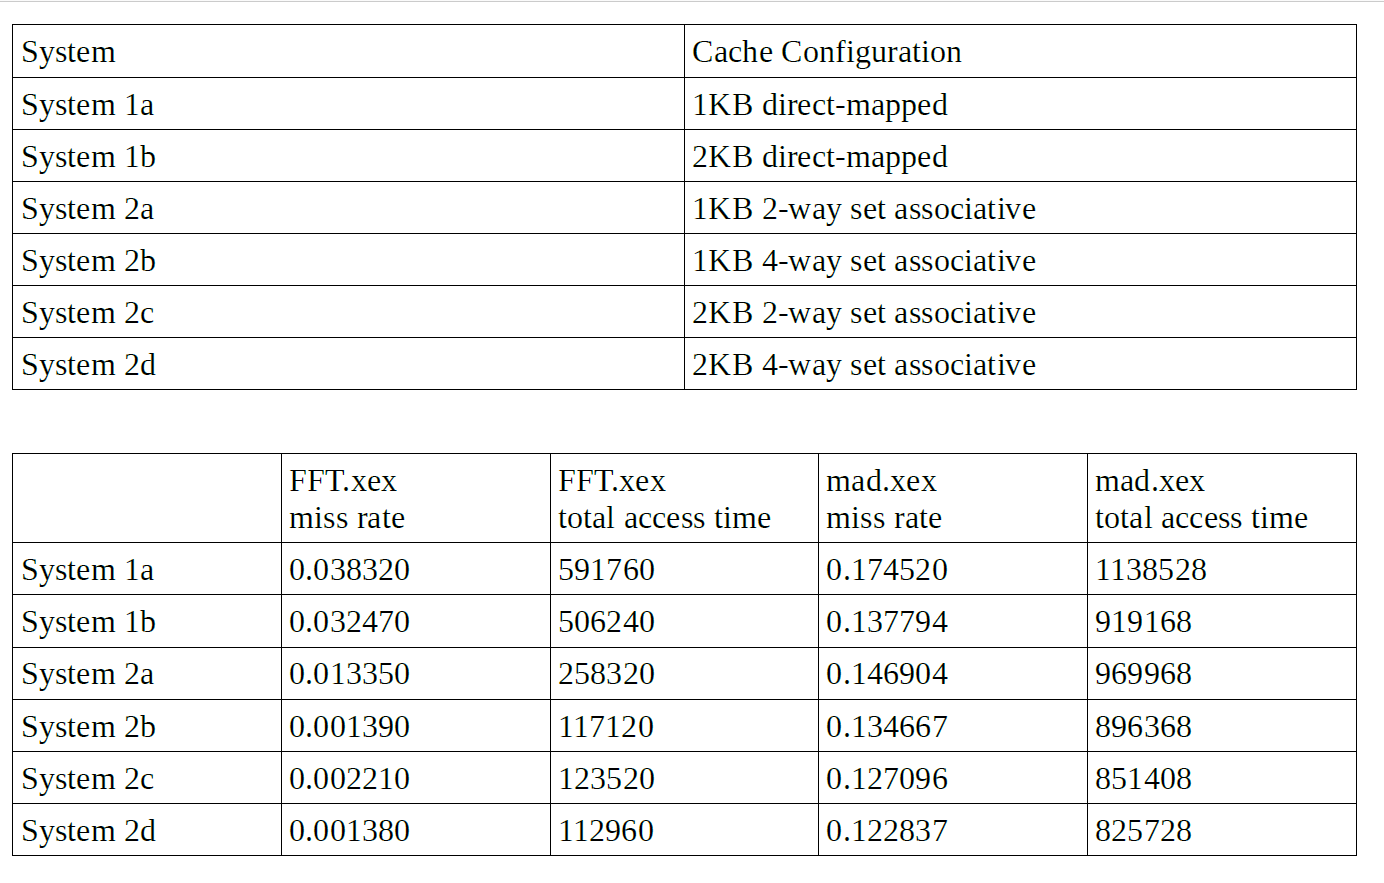 System Cache Configuration
System 1a 1KB direct-mapped
System 1b 2KB direct-mapped
System 2a 1KB 2-way set associative
System 2b 1KB 4-way set associative
System 2c 2KB 2-way set associative
System 2d 2KB 4-way set associative
FFT.xex FFT.xex mad.xex mad.xex
miss rate total access time miss rate total access time
System 1a 0.038320 591760 0.174520 1138528
System 1b 0.032470 506240 0.137794 919168
System 2a 0.013350 258320 0.146904 969968
System 2b 0.001390 117120 0.134667 896368
System 2c 0.002210 123520 0.127096 851408
System 2d 0.001380 112960 0.122837 825728